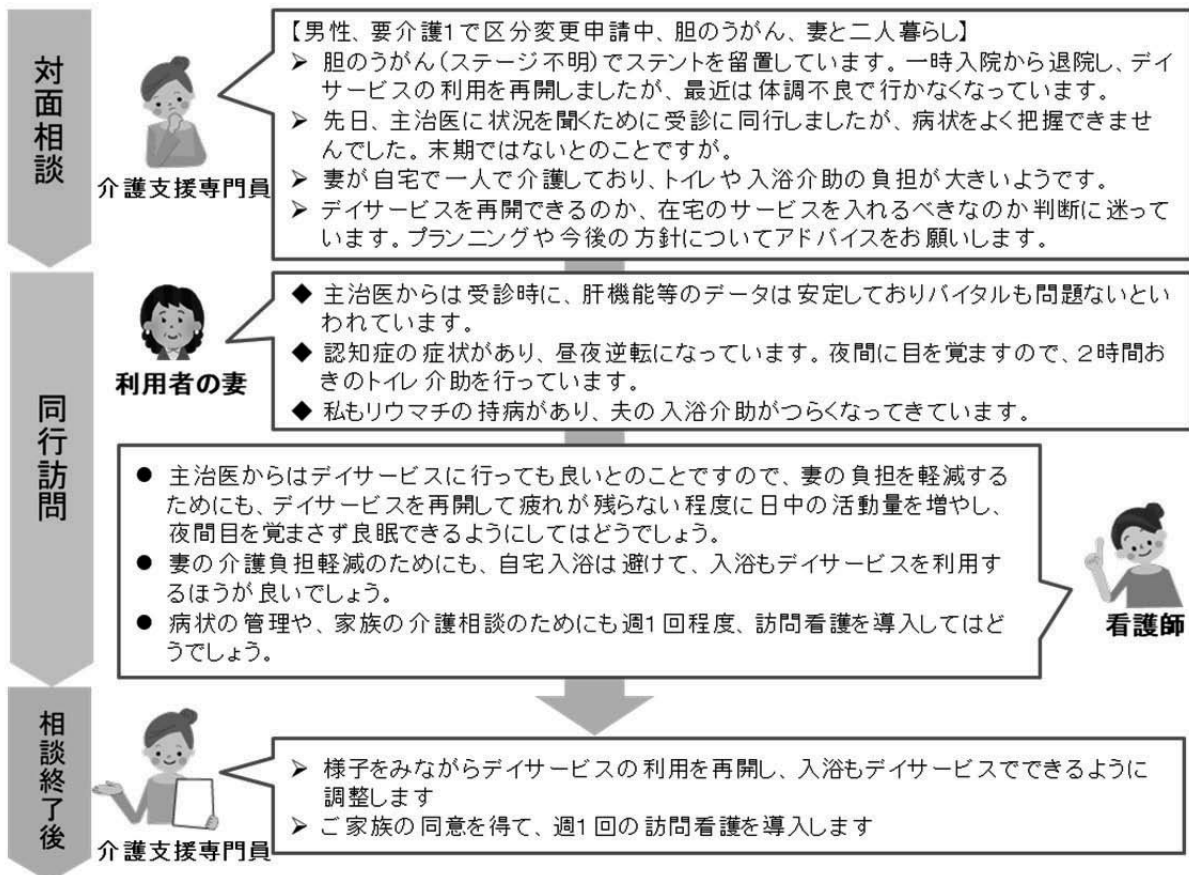 対面相談
介護支援専門員
【男性、要介護1で区分変更申請中、胆のうがん、妻と二人暮らし】
➢ 胆のうがん(ステージ不明)でステントを留置しています。一時入院から退院し、デイ
サービスの利用を再開しましたが、最近は体調不良で行かなくなっています。
➢ 先日、主治医に状況を聞くために受診に同行しましたが、病状をよく把握できませ
んでした。末期ではないとのことですが。
➢ 妻が自宅で一人で介護しており、トイレや入浴介助の負担が大きいようです。
➢ デイサービスを再開できるのか、在宅のサービスを入れるべきなのか判断に迷って
います。プランニングや今後の方針についてアドバイスをお願いします。
同行訪問
利用者の妻
◆ 主治医からは受診時に、肝機能等のデータは安定しておりバイタルも問題ないとい
われています。
◆ 認知症の症状があり、昼夜逆転になっています。夜間に目を覚ますので、2時間お
きのトイレ介助を行っています。
◆ 私もリウマチの持病があり、夫の入浴介助がつらくなってきています。
● 主治医からはデイサービスに行っても良いとのことですので、妻の負担を軽減する
ためにも、デイサービスを再開して疲れが残らない程度に日中の活動量を増やし、
夜間目を覚まさず良眠できるようにしてはどうでしょう。
● 妻の介護負担軽減のためにも、自宅入浴は避けて、入浴もデイサービスを利用す
るほうが良いでしょう。
● 病状の管理や、家族の介護相談のためにも週1回程度、訪問看護を導入してはど
うでしょう。
看護師
相談終了後
介護支援専門員
➢ 様子をみながらデイサービスの利用を再開し、入浴もデイサービスでできるように
調整します
➢ ご家族の同意を得て、週1回の訪問看護を導入します